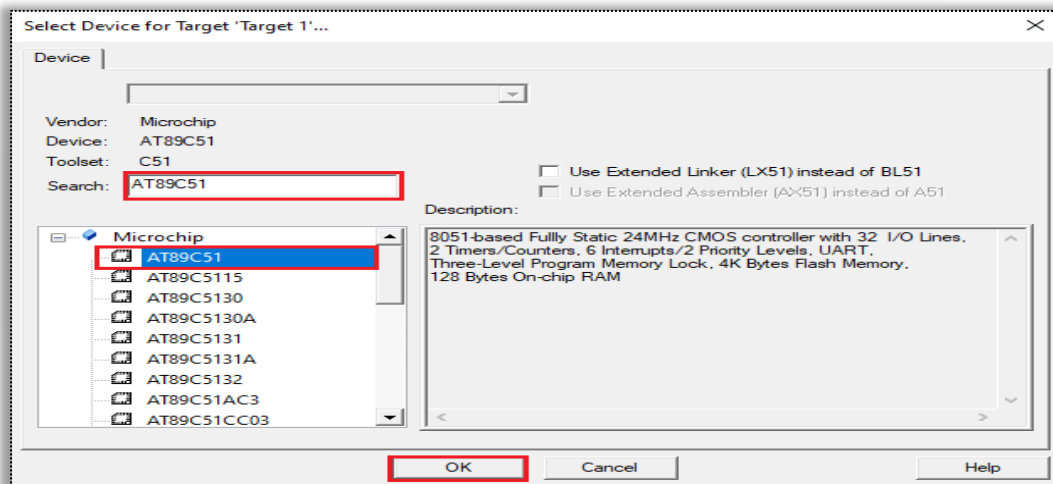 Select Device for Target 'Target 1'...
Device
Vendor: Microchip
Device: AT89C51
Toolset: C51
Search: AT89C51
Use Extended Linker (LX51) instead of BL51
Use Extended Assembler (AX51) instead of A51
Description:
Microchip
AT89C51
AT89C5115
AT89C5130
AT89C5130A
AT89C5131
AT89C5131A
AT89C5132
AT89C51AC3
AT89C51CC03
8051-based Fullly Static 24MHz CMOS controller with 32 I/O Lines,
2 Timers/Counters, 6 Interrupts/2 Priority Levels, UART,
Three-Level Program Memory Lock, 4K Bytes Flash Memory,
128 Bytes On-chip RAM
OK
Cancel
Help